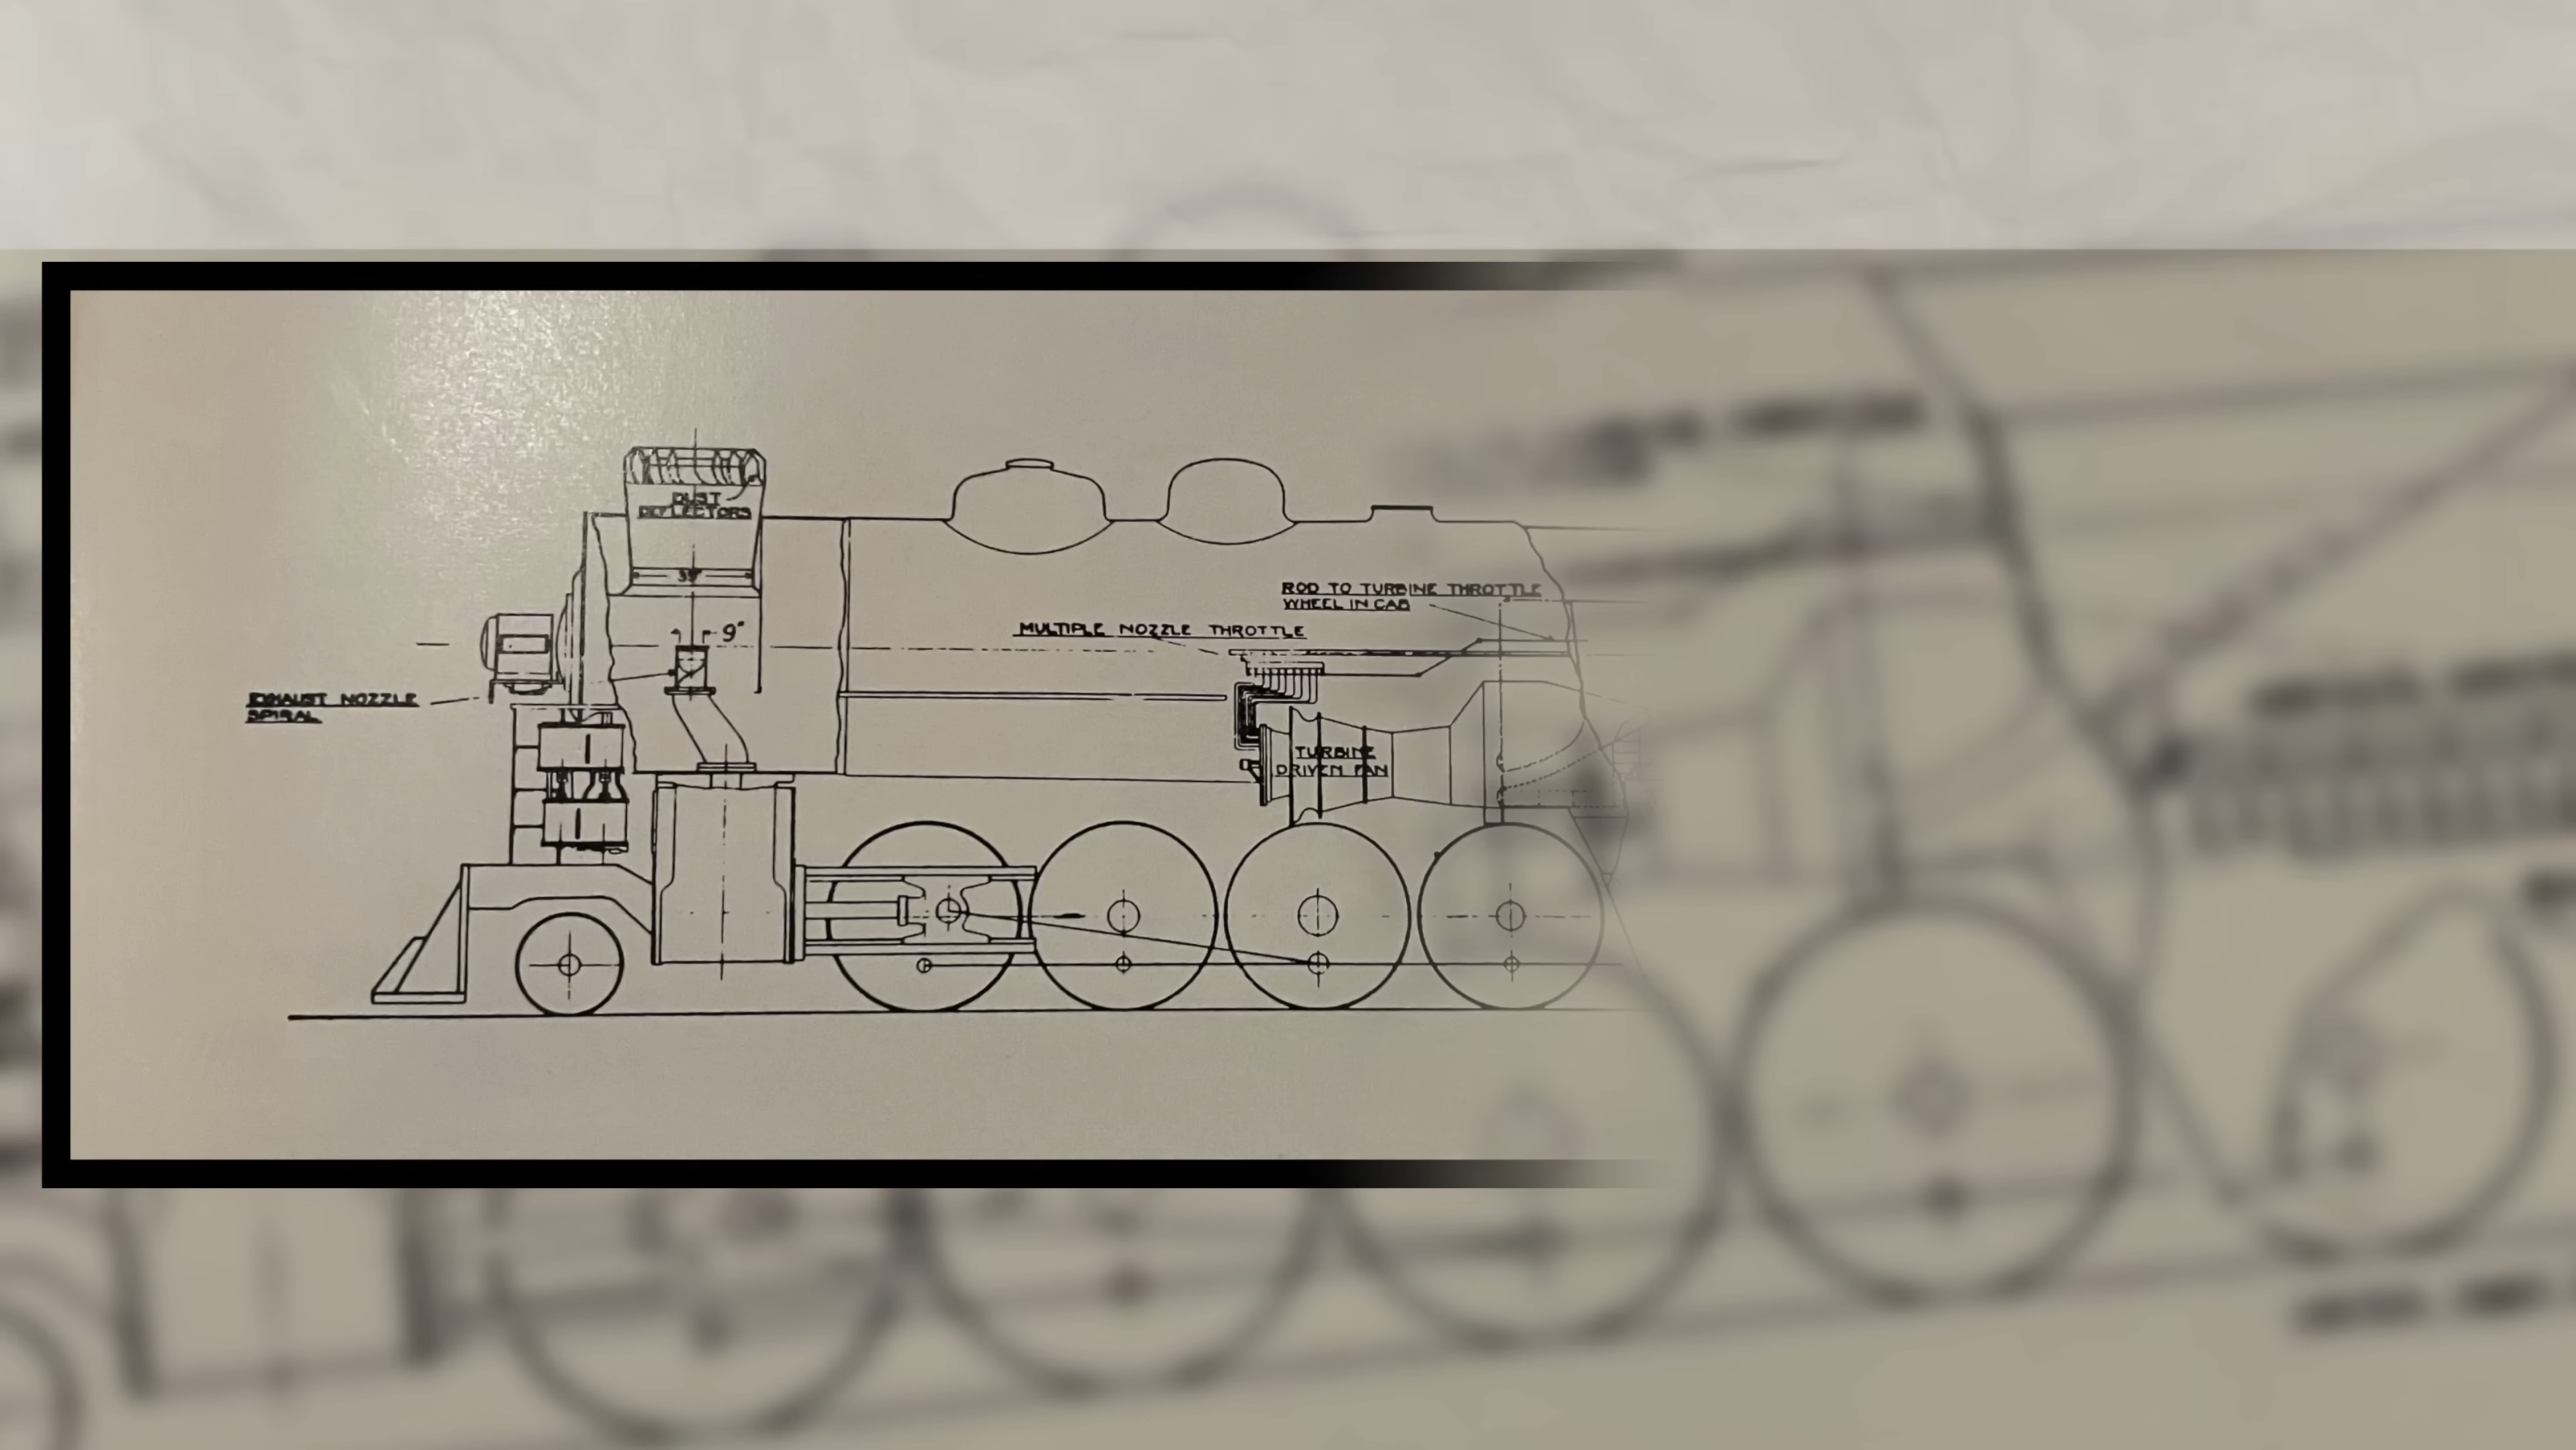 DUST
DEFLECTORS
35"
9"
ROD TO TURBINE THROTTLE
WHEEL IN CAB
MULTIPLE NOZZLE THROTTLE
EXHAUST NOZZLE
SPIRAL
TURBINE
DRIVEN FAN